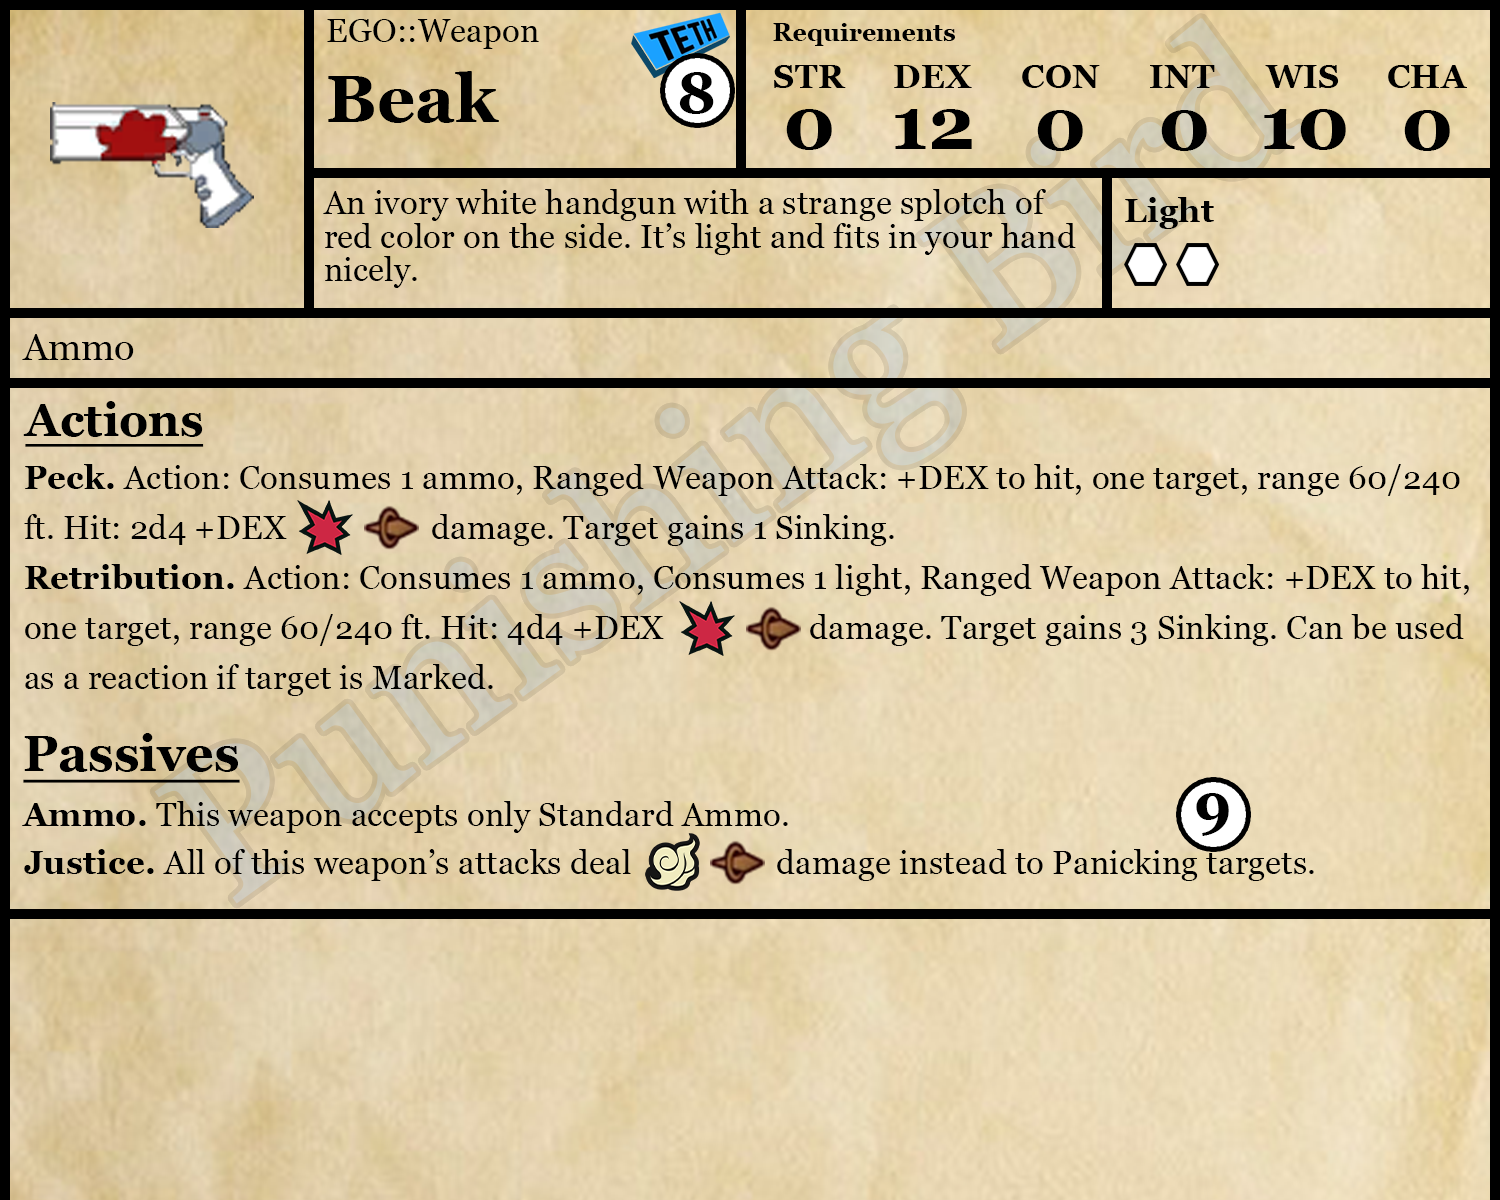 EGO::Weapon
TETH
8
Beak
Requirements
STR DEX CON INT WIS CHA
0 12 0 0 10 0
An ivory white handgun with a strange splotch of
red color on the side. It’s light and fits in your hand
nicely.
Light
Ammo
Actions
Peck. Action: Consumes 1 ammo, Ranged Weapon Attack: +DEX to hit, one target, range 60/240
ft. Hit: 2d4 +DEX damage. Target gains 1 Sinking.
Retribution. Action: Consumes 1 ammo, Consumes 1 light, Ranged Weapon Attack: +DEX to hit,
one target, range 60/240 ft. Hit: 4d4 +DEX damage. Target gains 3 Sinking. Can be used
as a reaction if target is Marked.
Passives
Ammo. This weapon accepts only Standard Ammo.
9
Justice. All of this weapon’s attacks deal damage instead to Panicking targets.
Punishing Bird